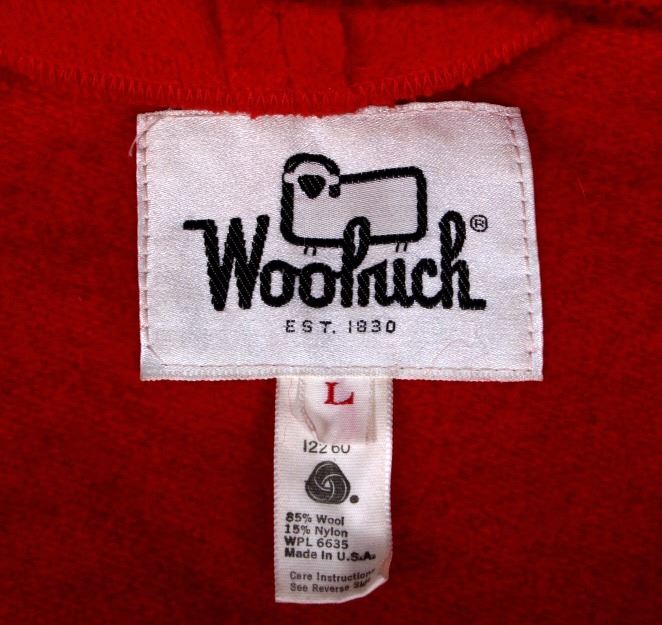 Woolrich ®
EST. 1830
L
12260
85% Wool
15% Nylon
WPL 6635
Made In U.S.A.
Care Instructions
See Reverse